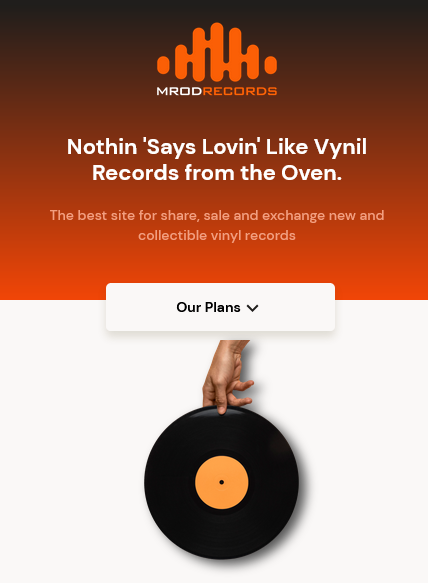 MRODRECORDS
Nothin 'Says Lovin' Like Vynil
Records from the Oven.
The best site for share, sale and exchange new and
collectible vinyl records
Our Plans